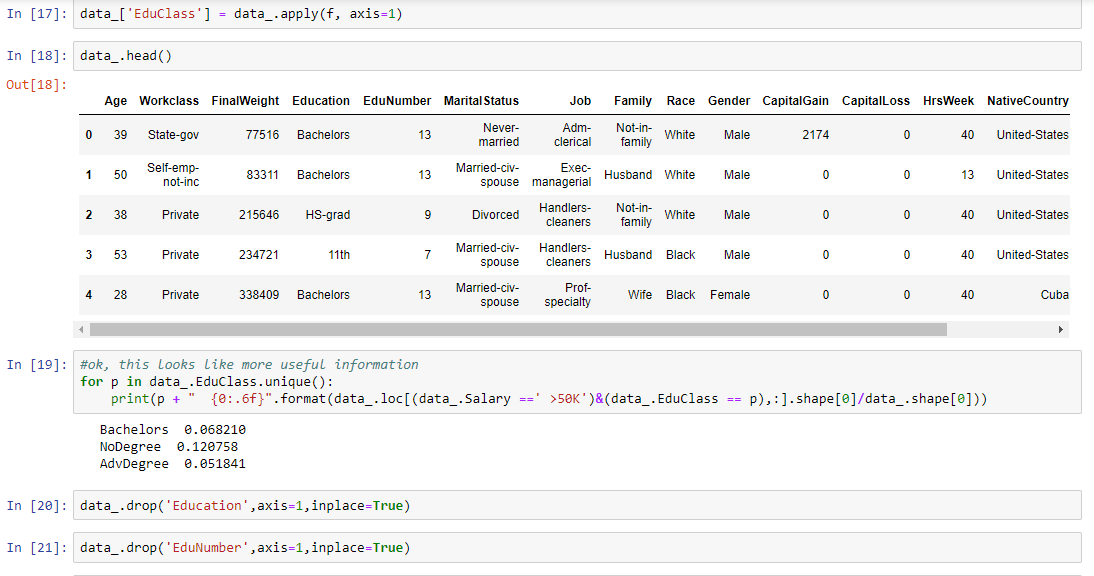 In [17]: data_['EduClass'] = data_.apply(f, axis=1)
In [18]: data_.head()
Out[18]:
Age Workclass FinalWeight Education EduNumber MaritalStatus Job Family Race Gender CapitalGain CapitalLoss HrsWeek NativeCountry
0 39 State-gov 77516 Bachelors 13 Never-married Adm-clerical Not-in-family White Male 2174 0 40 United-States
1 50 Self-emp-not-inc 83311 Bachelors 13 Married-civ-spouse Exec-managerial Husband White Male 0 0 13 United-States
2 38 Private 215646 HS-grad 9 Divorced Handlers-cleaners Not-in-family White Male 0 0 40 United-States
3 53 Private 234721 11th 7 Married-civ-spouse Handlers-cleaners Husband Black Male 0 0 40 United-States
4 28 Private 338409 Bachelors 13 Married-civ-spouse Prof-specialty Wife Black Female 0 0 40 Cuba
In [19]: #ok, this looks like more useful information
for p in data_.EduClass.unique():
    print(p + "  {0:.6f}".format(data_.loc[(data_.Salary ==' >50K')&(data_.EduClass == p),:].shape[0]/data_.shape[0]))
Bachelors  0.068210
NoDegree  0.120758
AdvDegree  0.051841
In [20]: data_.drop('Education',axis=1,inplace=True)
In [21]: data_.drop('EduNumber',axis=1,inplace=True)